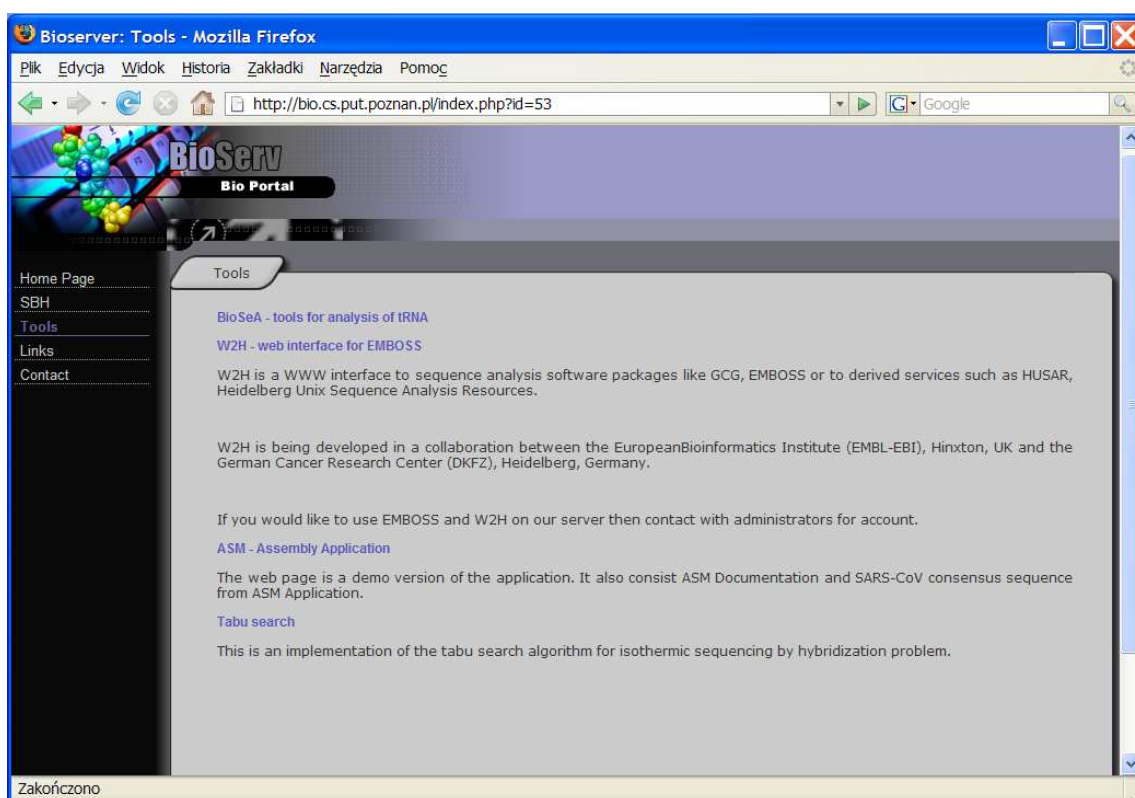 Bioserver: Tools - Mozilla Firefox
Plik Edycja Widok Historia Zakładki Narzędzia Pomoc
http://bio.cs.put.poznan.pl/index.php?id=53 G Google
BioServ
Bio Portal
Tools
Home Page
SBH
Tools
Links
Contact
BioSeA - tools for analysis of tRNA
W2H - web interface for EMBOSS
W2H is a WWW interface to sequence analysis software packages like GCG, EMBOSS or to derived services such as HUSAR,
Heidelberg Unix Sequence Analysis Resources.
W2H is being developed in a collaboration between the EuropeanBioinformatics Institute (EMBL-EBI), Hinxton, UK and the
German Cancer Research Center (DKFZ), Heidelberg, Germany.
If you would like to use EMBOSS and W2H on our server then contact with administrators for account.
ASM - Assembly Application
The web page is a demo version of the application. It also consist ASM Documentation and SARS-CoV consensus sequence
from ASM Application.
Tabu search
This is an implementation of the tabu search algorithm for isothermic sequencing by hybridization problem.
Zakończono